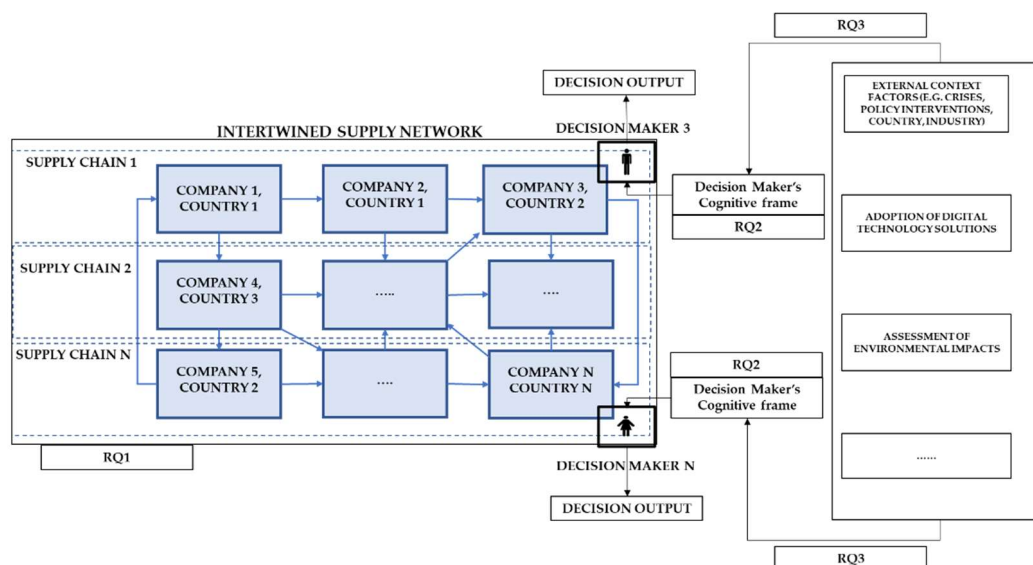 RQ3
DECISION OUTPUT
EXTERNAL CONTEXT
FACTORS (E.G. CRISES,
POLICY INTERVENTIONS,
COUNTRY, INDUSTRY)
INTERTWINED SUPPLY NETWORK
DECISION MAKER 3
SUPPLY CHAIN 1
COMPANY 1,
COUNTRY 1
COMPANY 2,
COUNTRY 1
COMPANY 3,
COUNTRY 2
Decision Maker's
Cognitive frame
RQ2
ADOPTION OF DIGITAL
TECHNOLOGY SOLUTIONS
SUPPLY CHAIN 2
COMPANY 4,
COUNTRY 3
…..
….
ASSESSMENT OF
ENVIRONMENTAL IMPACTS
SUPPLY CHAIN N
COMPANY 5,
COUNTRY 2
….
COMPANY N
COUNTRY N
RQ2
Decision Maker's
Cognitive frame
RQ1
DECISION MAKER N
……
DECISION OUTPUT
RQ3